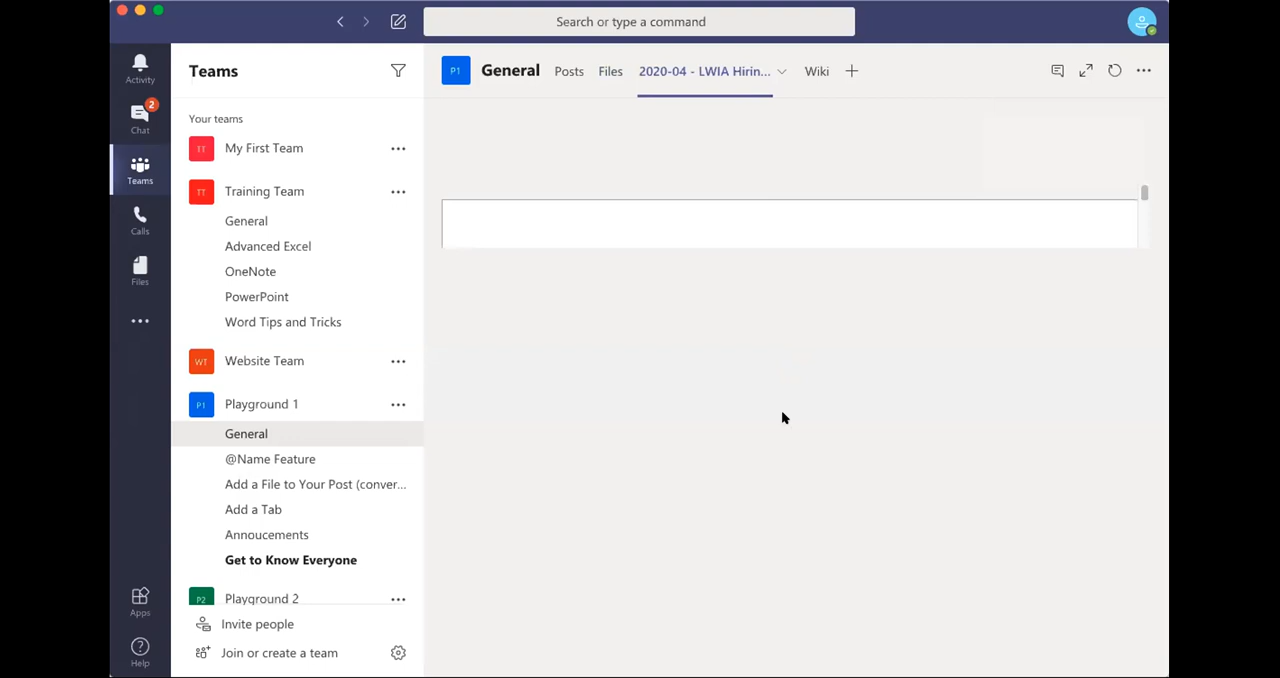 Search or type a command
Activity
2
Chat
Teams
Calls
Files
Apps
Help
Teams
Your teams
TT My First Team
TT Training Team
General
Advanced Excel
OneNote
PowerPoint
Word Tips and Tricks
WT Website Team
P1 Playground 1
General
@Name Feature
Add a File to Your Post (conver...
Add a Tab
Annoucements
Get to Know Everyone
P2 Playground 2
Invite people
Join or create a team
P1 General Posts Files 2020-04 - LWIA Hirin... Wiki